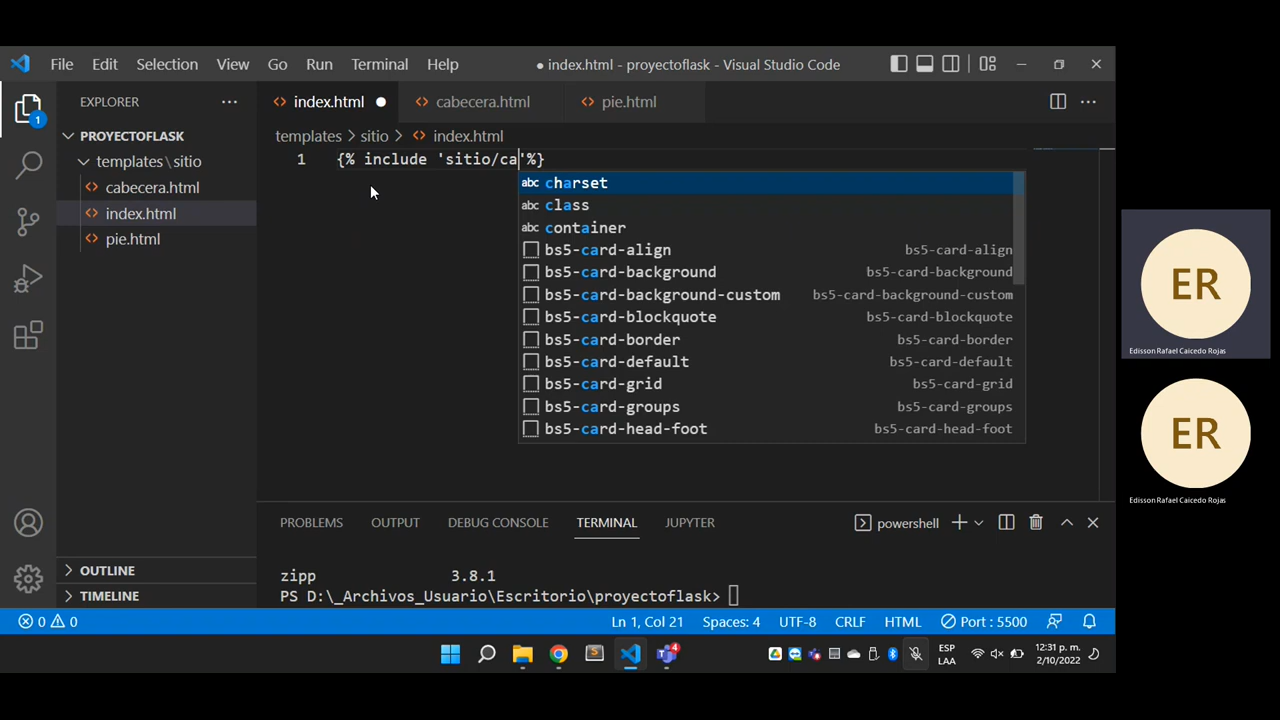 File Edit Selection View Go Run Terminal Help
● index.html - proyectoflask - Visual Studio Code
EXPLORER
1
PROYECTOFLASK
templates\sitio
cabecera.html
index.html
pie.html
OUTLINE
TIMELINE
index.html
cabecera.html
pie.html
templates > sitio > index.html
1 {% include 'sitio/ca'%}
abc charset
abc class
abc container
bs5-card-align bs5-card-align
bs5-card-background bs5-card-background
bs5-card-background-custom bs5-card-background-custom
bs5-card-blockquote bs5-card-blockquote
bs5-card-border bs5-card-border
bs5-card-default bs5-card-default
bs5-card-grid bs5-card-grid
bs5-card-groups bs5-card-groups
bs5-card-head-foot bs5-card-head-foot
PROBLEMS OUTPUT DEBUG CONSOLE TERMINAL JUPYTER
powershell
zipp 3.8.1
PS D:\_Archivos_Usuario\Escritorio\proyectoflask>
0 0
Ln 1, Col 21 Spaces: 4 UTF-8 CRLF HTML Port : 5500
4
ESP
LAA
12:31 p. m.
2/10/2022
ER
Edisson Rafael Caicedo Rojas
ER
Edisson Rafael Caicedo Rojas